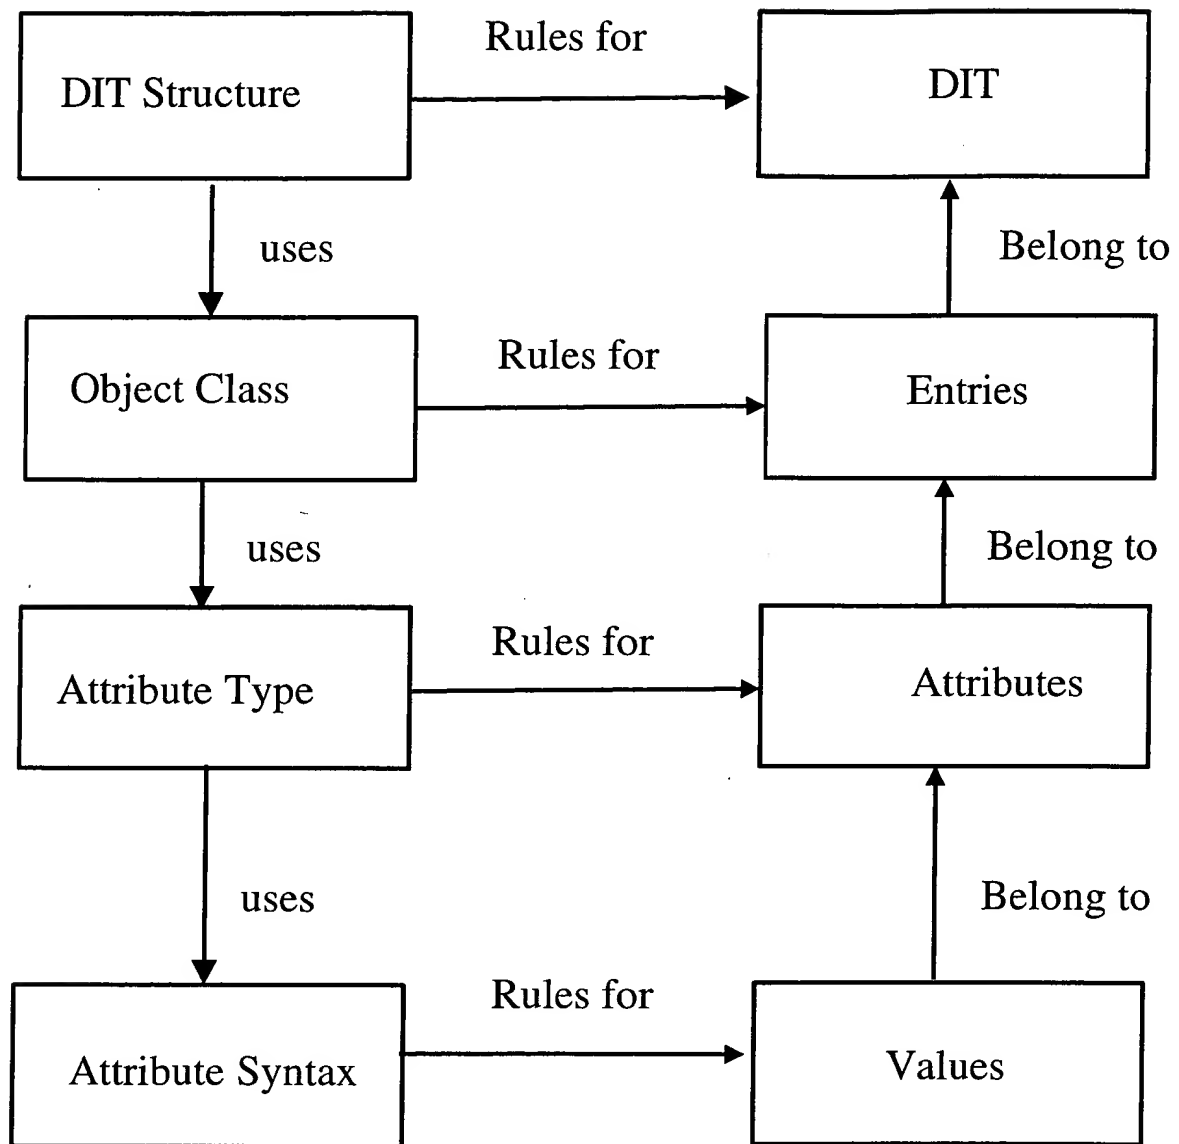 Rules for
DIT Structure
DIT
uses
Belong to
Rules for
Object Class
Entries
uses
Belong to
Rules for
Attribute Type
Attributes
uses
Belong to
Rules for
Attribute Syntax
Values